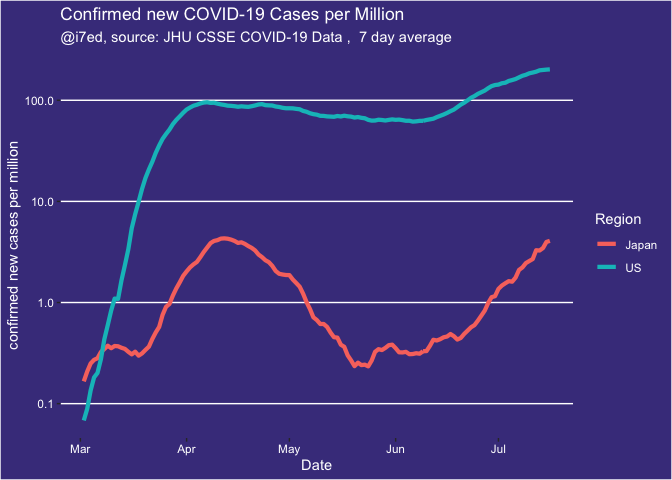 Confirmed new COVID-19 Cases per Million
@i7ed, source: JHU CSSE COVID-19 Data ,  7 day average
confirmed new cases per million
100.0
10.0
1.0
0.1
Mar
Apr
May
Jun
Jul
Date
Region
Japan
US